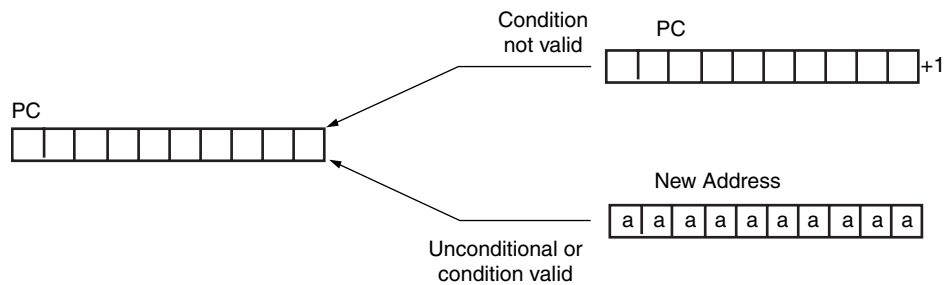 Condition
not valid
PC
+1
PC
New Address
a a a a a a a a a a
Unconditional or
condition valid